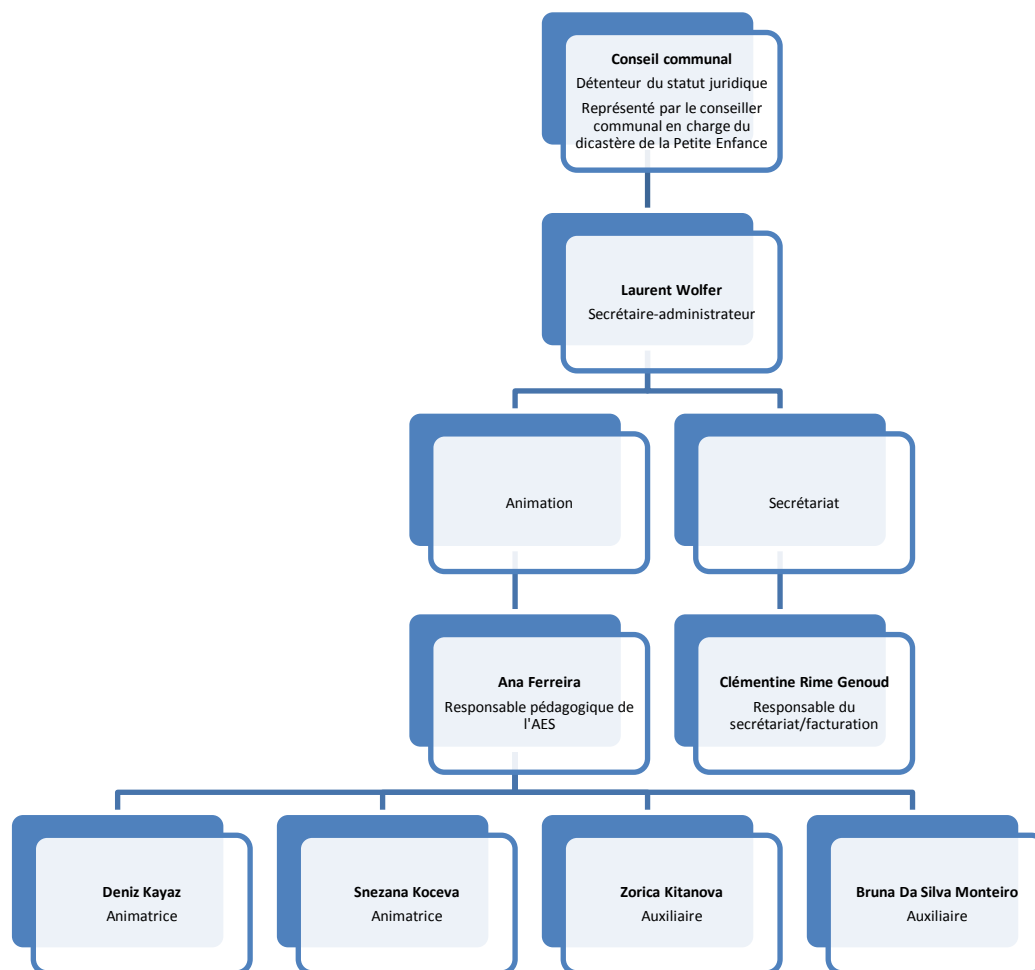 Conseil communal
Détenteur du statut juridique
Représenté par le conseiller
communal en charge du
dicastère de la Petite Enfance
Laurent Wolfer
Secrétaire-administrateur
Animation
Secrétariat
Ana Ferreira
Responsable pédagogique de
l'AES
Clémentine Rime Genoud
Responsable du
secrétariat/facturation
Deniz Kayaz
Animatrice
Snezana Koceva
Animatrice
Zorica Kitanova
Auxiliaire
Bruna Da Silva Monteiro
Auxiliaire